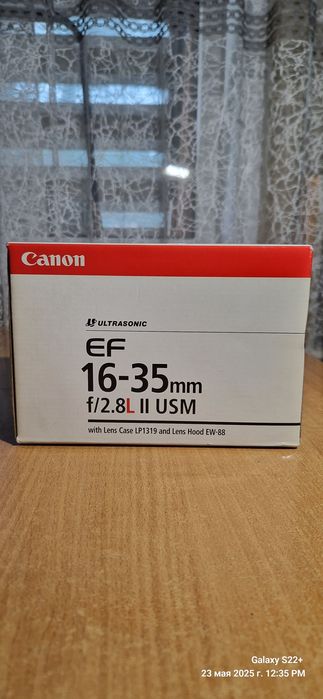 Canon
ULTRASONIC
EF
16-35mm
f/2.8L II USM
with Lens Case LP1319 and Lens Hood EW-88
Galaxy S22+
23 мая 2025 г. 12:35 PM